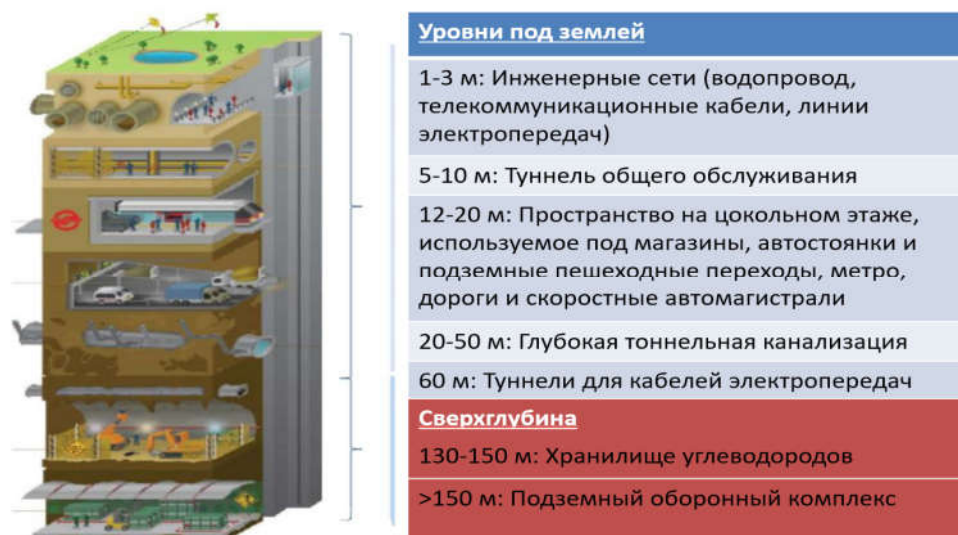 Уровни под землей
1-3 м: Инженерные сети (водопровод,
телекоммуникационные кабели, линии
электропередач)
5-10 м: Туннель общего обслуживания
12-20 м: Пространство на цокольном этаже,
используемое под магазины, автостоянки и
подземные пешеходные переходы, метро,
дороги и скоростные автомагистрали
20-50 м: Глубокая тоннельная канализация
60 м: Туннели для кабелей электропередач
Сверхглубина
130-150 м: Хранилище углеводородов
>150 м: Подземный оборонный комплекс